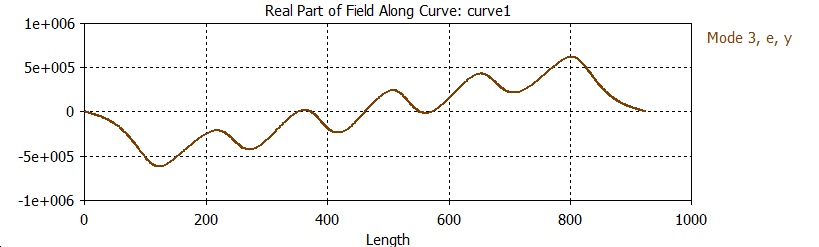 Real Part of Field Along Curve: curve1
1e+006
5e+005
0
-5e+005
-1e+006
0 200 400 600 800 1000
Length
Mode 3, e, y